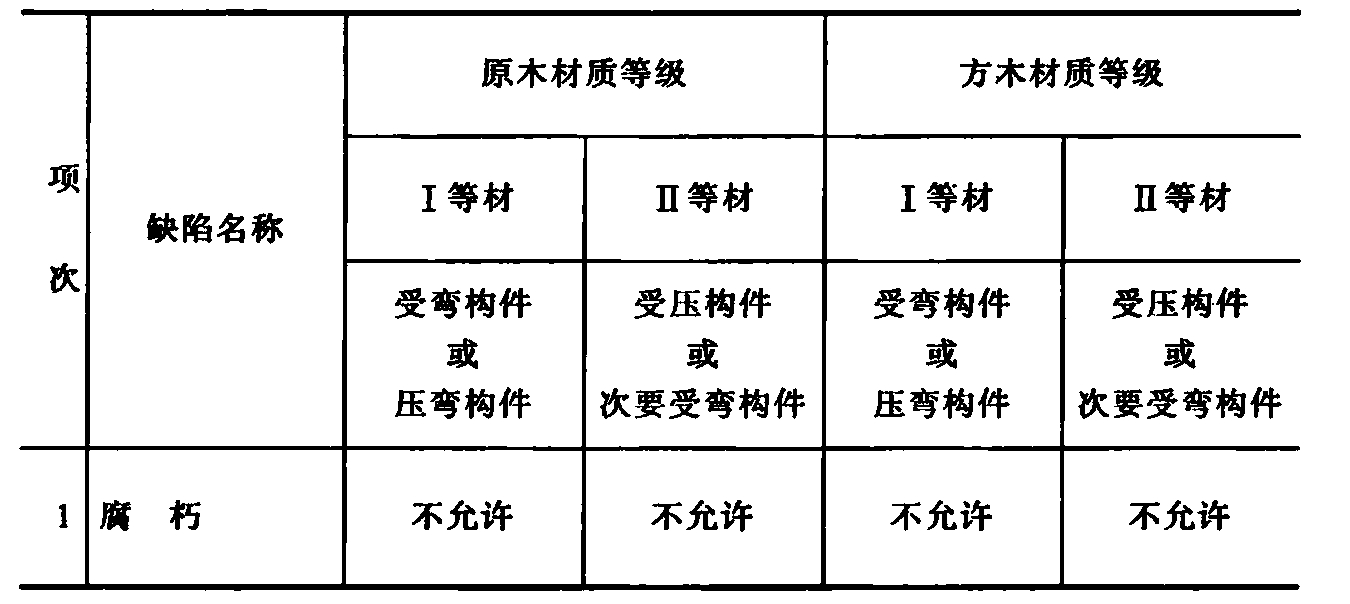 项次
缺陷名称
原木材质等级
方木材质等级
Ⅰ等材
Ⅱ等材
Ⅰ等材
Ⅱ等材
受弯构件
或
压弯构件
受压构件
或
次要受弯构件
受弯构件
或
压弯构件
受压构件
或
次要受弯构件
1
腐 朽
不允许
不允许
不允许
不允许